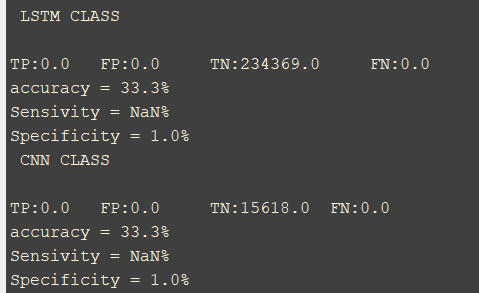 LSTM CLASS
TP:0.0 FP:0.0 TN:234369.0 FN:0.0
accuracy = 33.3%
Sensivity = NaN%
Specificity = 1.0%
CNN CLASS
TP:0.0 FP:0.0 TN:15618.0 FN:0.0
accuracy = 33.3%
Sensivity = NaN%
Specificity = 1.0%